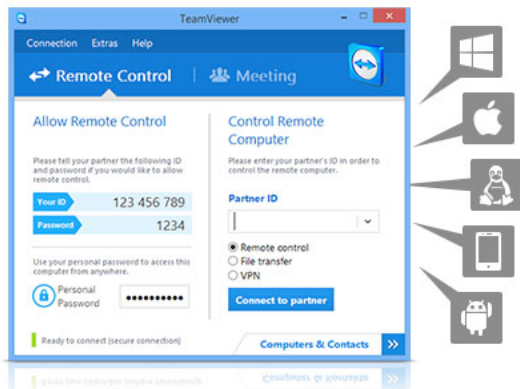 TeamViewer
Connection Extras Help
Remote Control
Meeting
Allow Remote Control
Please tell your partner the following ID
and password if you would like to allow
remote control.
Your ID 123 456 789
Password 1234
Use your personal password to access this
computer from anywhere.
Personal
Password
Ready to connect (secure connection)
Control Remote
Computer
Please enter your partner's ID in order to
control the remote computer.
Partner ID
Remote control
File transfer
VPN
Connect to partner
Computers & Contacts